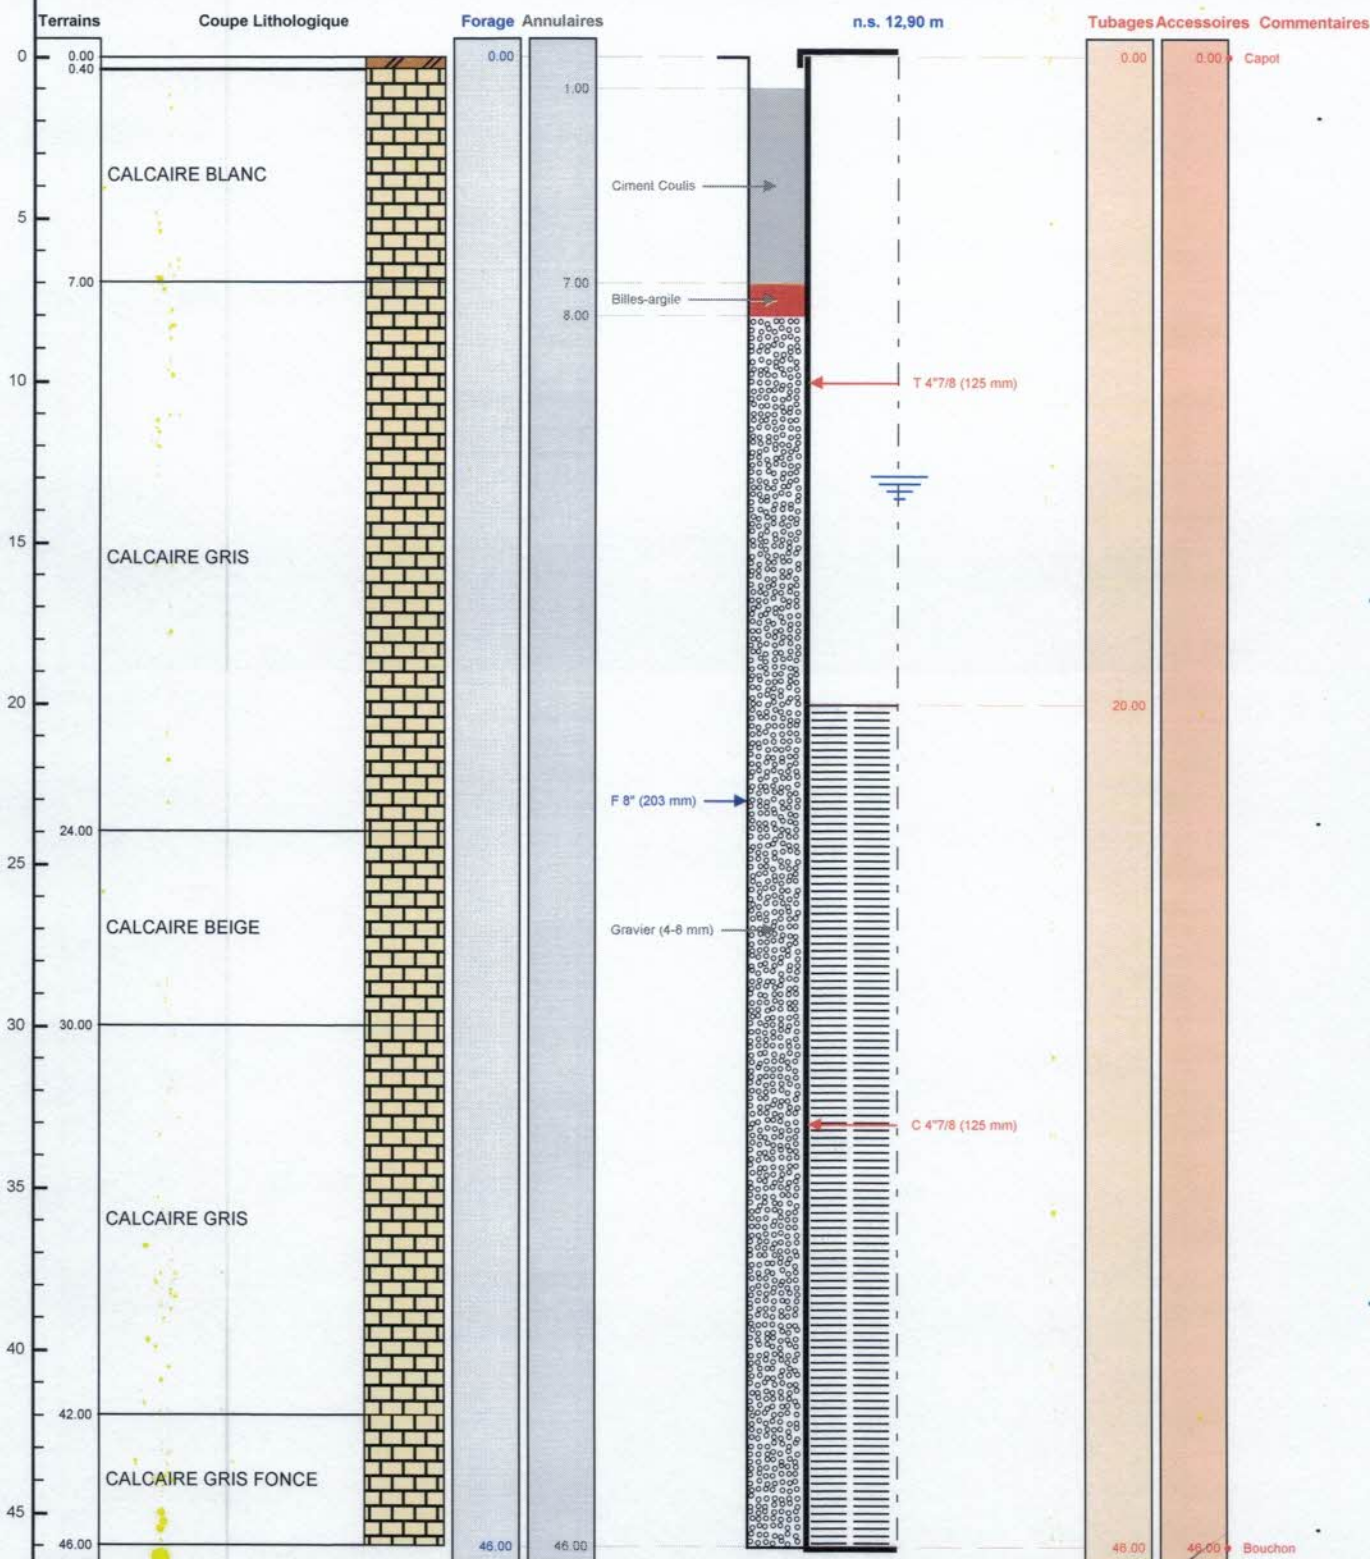 Terrains Coupe Lithologique Forage Annulaires n.s. 12,90 m Tubages Accessoires Commentaires
0 0.00 0.00 0.00 0.00 Capot
0.40
1.00
CALCAIRE BLANC
Ciment Coulis
5
7.00 7.00
Billes-argile
8.00
10 T 4"7/8 (125 mm)
15
CALCAIRE GRIS
20 20.00
F 8" (203 mm)
24.00
25
CALCAIRE BEIGE
Gravier (4-8 mm)
30 30.00
C 4"7/8 (125 mm)
35
CALCAIRE GRIS
40
42.00
CALCAIRE GRIS FONCE
45
46.00 46.00 46.00 46.00 46.00 Bouchon